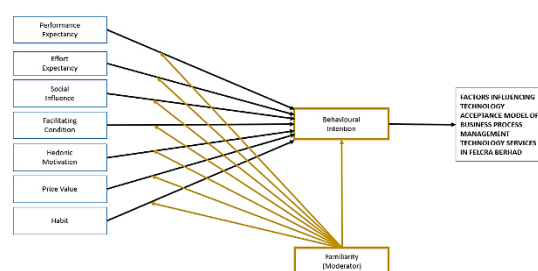 Performance
Expectancy
Effort
Expectancy
Social
Influence
Facilitating
Condition
Hedonic
Motivation
Price Value
Habit
Behavioural
Intention
FACTORS INFLUENCING
TECHNOLOGY
ACCEPTANCE MODEL OF
BUSINESS PROCESS
MANAGEMENT
TECHNOLOGY SERVICES
IN FELCRA BERHAD
Familiarity
(Moderator)